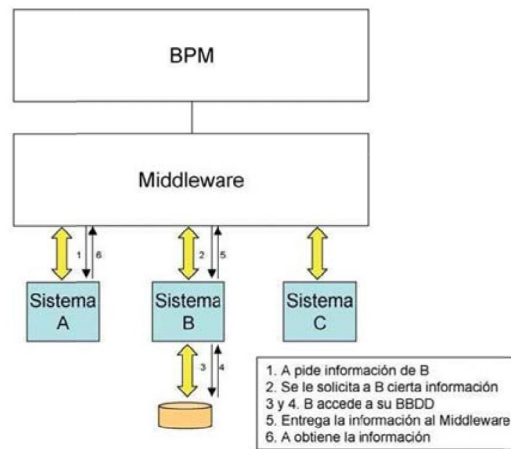 BPM
Middleware
1
6
2
5
Sistema
A
Sistema
B
Sistema
C
3
4
1. A pide información de B
2. Se le solicita a B cierta información
3 y 4. B accede a su BBDD
5. Entrega la información al Middleware
6. A obtiene la información